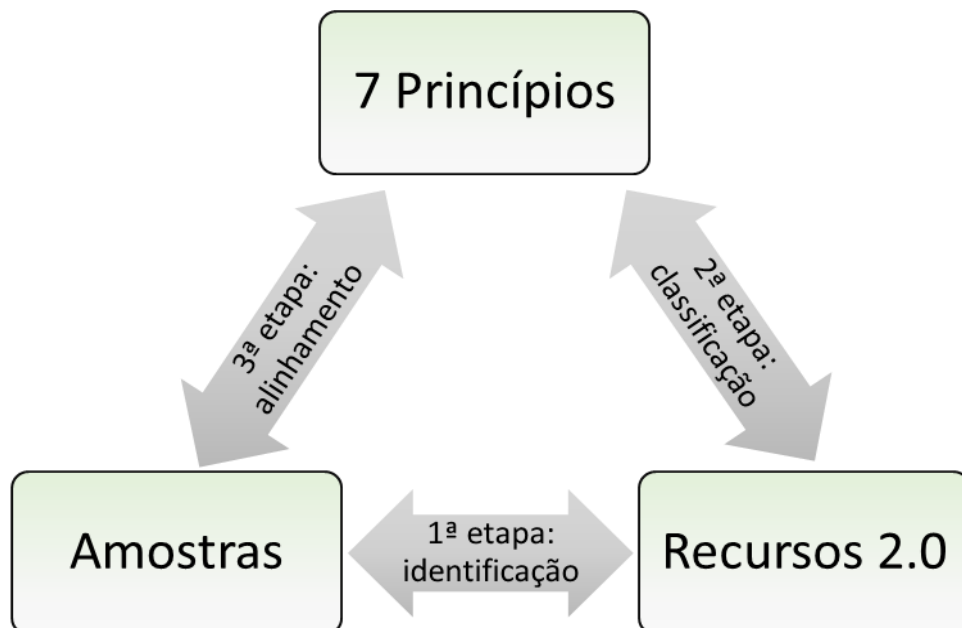 7 Princípios
3ª etapa:
alinhamento
2ª etapa:
classificação
Amostras
1ª etapa:
identificação
Recursos 2.0